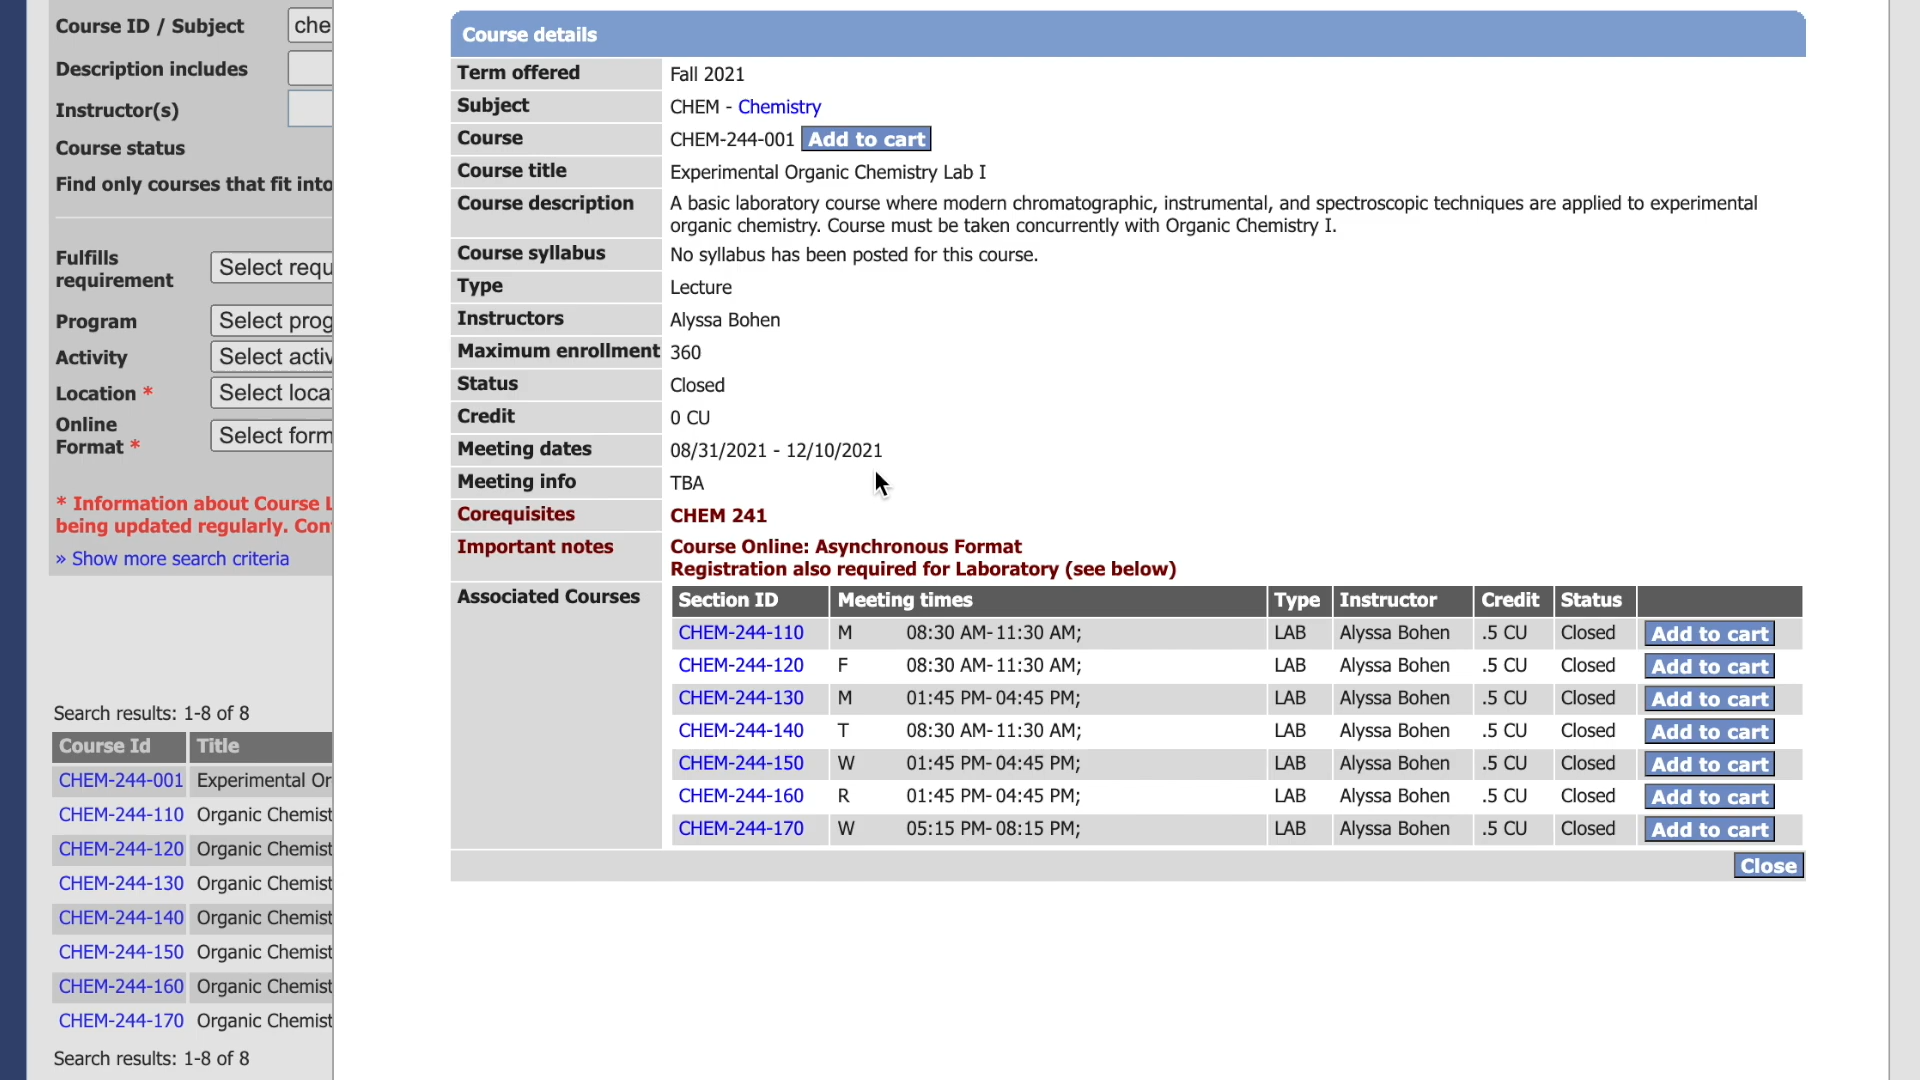 Course ID / Subject
che
Description includes
Instructor(s)
Course status
Find only courses that fit into
Fulfills
requirement
Select requ
Program
Select prog
Activity
Select activ
Location *
Select loca
Online
Format *
Select form
* Information about Course L
being updated regularly. Con
» Show more search criteria
Search results: 1-8 of 8
Course Id Title
CHEM-244-001 Experimental Or
CHEM-244-110 Organic Chemist
CHEM-244-120 Organic Chemist
CHEM-244-130 Organic Chemist
CHEM-244-140 Organic Chemist
CHEM-244-150 Organic Chemist
CHEM-244-160 Organic Chemist
CHEM-244-170 Organic Chemist
Search results: 1-8 of 8
Course details
Term offered Fall 2021
Subject CHEM - Chemistry
Course CHEM-244-001 Add to cart
Course title Experimental Organic Chemistry Lab I
Course description A basic laboratory course where modern chromatographic, instrumental, and spectroscopic techniques are applied to experimental
organic chemistry. Course must be taken concurrently with Organic Chemistry I.
Course syllabus No syllabus has been posted for this course.
Type Lecture
Instructors Alyssa Bohen
Maximum enrollment 360
Status Closed
Credit 0 CU
Meeting dates 08/31/2021 - 12/10/2021
Meeting info TBA
Corequisites CHEM 241
Important notes Course Online: Asynchronous Format
Registration also required for Laboratory (see below)
Associated Courses Section ID Meeting times Type Instructor Credit Status
CHEM-244-110 M 08:30 AM-11:30 AM; LAB Alyssa Bohen .5 CU Closed Add to cart
CHEM-244-120 F 08:30 AM-11:30 AM; LAB Alyssa Bohen .5 CU Closed Add to cart
CHEM-244-130 M 01:45 PM-04:45 PM; LAB Alyssa Bohen .5 CU Closed Add to cart
CHEM-244-140 T 08:30 AM-11:30 AM; LAB Alyssa Bohen .5 CU Closed Add to cart
CHEM-244-150 W 01:45 PM-04:45 PM; LAB Alyssa Bohen .5 CU Closed Add to cart
CHEM-244-160 R 01:45 PM-04:45 PM; LAB Alyssa Bohen .5 CU Closed Add to cart
CHEM-244-170 W 05:15 PM-08:15 PM; LAB Alyssa Bohen .5 CU Closed Add to cart
Close